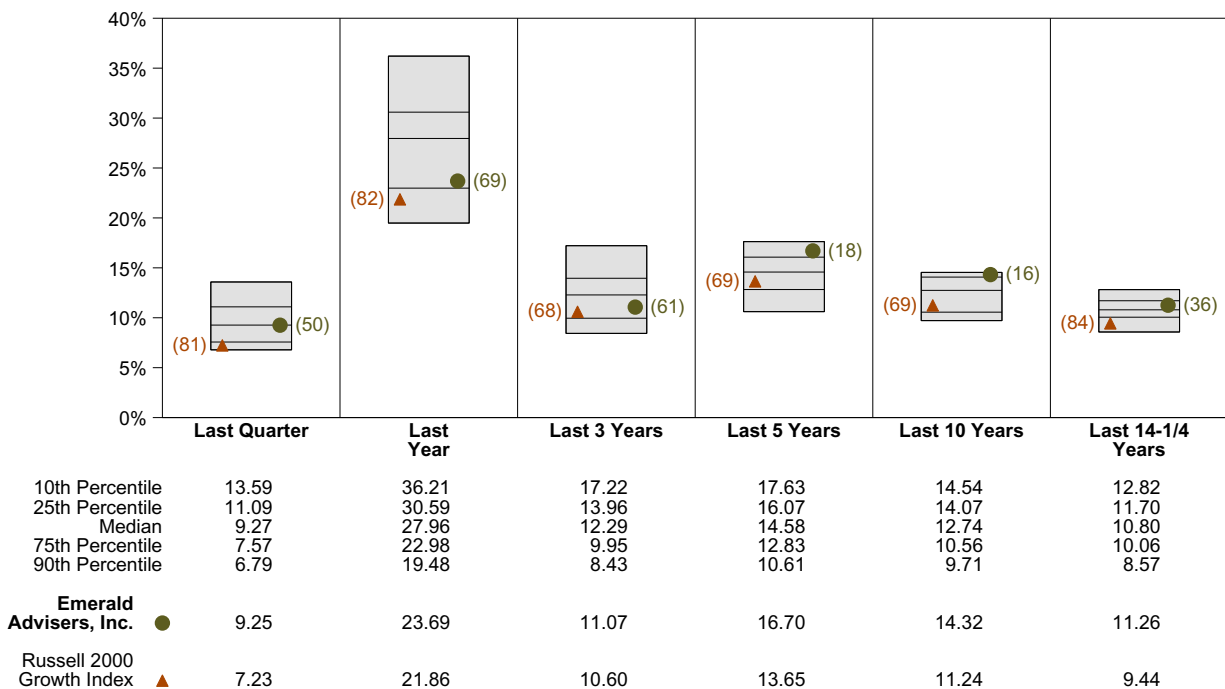 40%
35%
30%
25%
20%
15%
10%
5%
0%
(81)
(50)
(82)
(69)
(68)
(61)
(69)
(18)
(69)
(16)
(84)
(36)
Last Quarter Last Last 3 Years Last 5 Years Last 10 Years Last 14-1/4
Year Years
10th Percentile 13.59 36.21 17.22 17.63 14.54 12.82
25th Percentile 11.09 30.59 13.96 16.07 14.07 11.70
Median 9.27 27.96 12.29 14.58 12.74 10.80
75th Percentile 7.57 22.98 9.95 12.83 10.56 10.06
90th Percentile 6.79 19.48 8.43 10.61 9.71 8.57
Emerald
Advisers, Inc. 9.25 23.69 11.07 16.70 14.32 11.26
Russell 2000
Growth Index 7.23 21.86 10.60 13.65 11.24 9.44